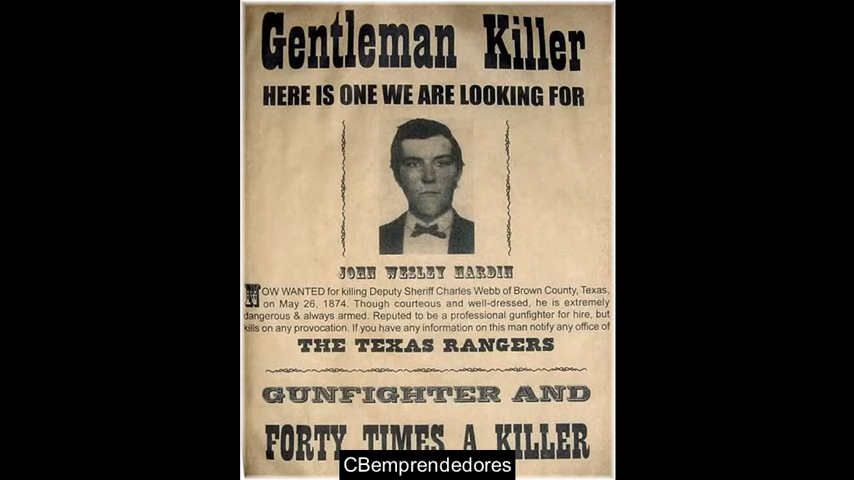 Gentleman Killer
HERE IS ONE WE ARE LOOKING FOR
JOHN WESLEY HARDIN
NOW WANTED for killing Deputy Sheriff Charles Webb of Brown County, Texas,
on May 26, 1874. Though courteous and well-dressed, he is extremely
dangerous & always armed. Reputed to be a professional gunfighter for hire, but
kills on any provocation. If you have any information on this man notify any office of
THE TEXAS RANGERS
GUNFIGHTER AND
FORTY TIMES A KILLER
CBemprendedores